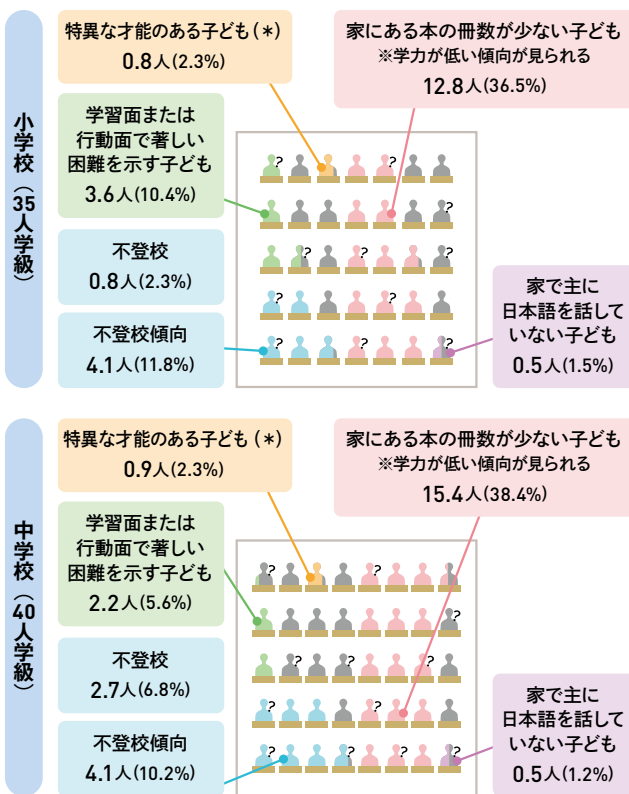 小学校（35人学級）
特異な才能のある子ども（*）
0.8人(2.3%)
家にある本の冊数が少ない子ども
※学力が低い傾向が見られる
12.8人(36.5%)
学習面または
行動面で著しい
困難を示す子ども
3.6人(10.4%)
不登校
0.8人(2.3%)
不登校傾向
4.1人(11.8%)
家で主に
日本語を話して
いない子ども
0.5人(1.5%)
? ?
?
? ? ?
? ?
? ? ?
中学校（40人学級）
特異な才能のある子ども（*）
0.9人(2.3%)
家にある本の冊数が少ない子ども
※学力が低い傾向が見られる
15.4人(38.4%)
学習面または
行動面で著しい
困難を示す子ども
2.2人(5.6%)
不登校
2.7人(6.8%)
不登校傾向
4.1人(10.2%)
家で主に
日本語を話して
いない子ども
0.5人(1.2%)
? ? ?
?
? ? ?
? ?
? ? ? ?